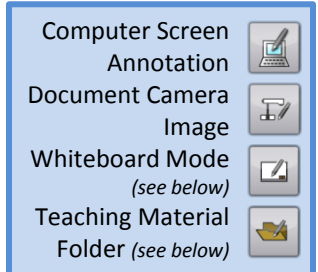 Computer Screen
Annotation
Document Camera
Image
Whiteboard Mode
(see below)
Teaching Material
Folder (see below)